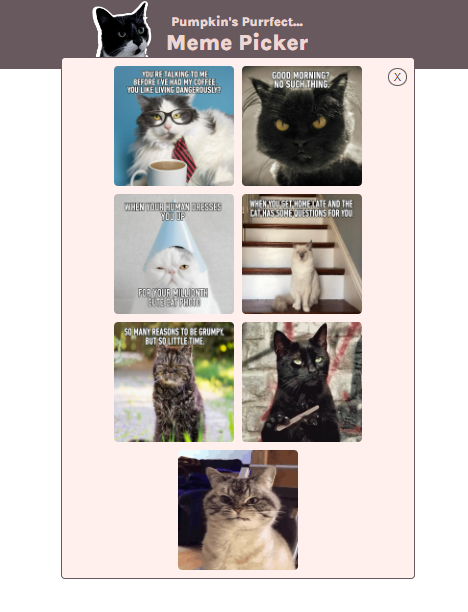 Pumpkin's Purrfect...
Meme Picker
X
YOU'RE TALKING TO ME
BEFORE I'VE HAD MY COFFEE.
YOU LIKE LIVING DANGEROUSLY?
GOOD MORNING?
NO SUCH THING.
WHEN YOUR HUMAN DRESSES
YOU UP
FOR YOUR MILLIONTH
CUTE CAT PHOTO
WHEN YOU GET HOME LATE AND THE
CAT HAS SOME QUESTIONS FOR YOU
SO MANY REASONS TO BE GRUMPY,
BUT SO LITTLE TIME.